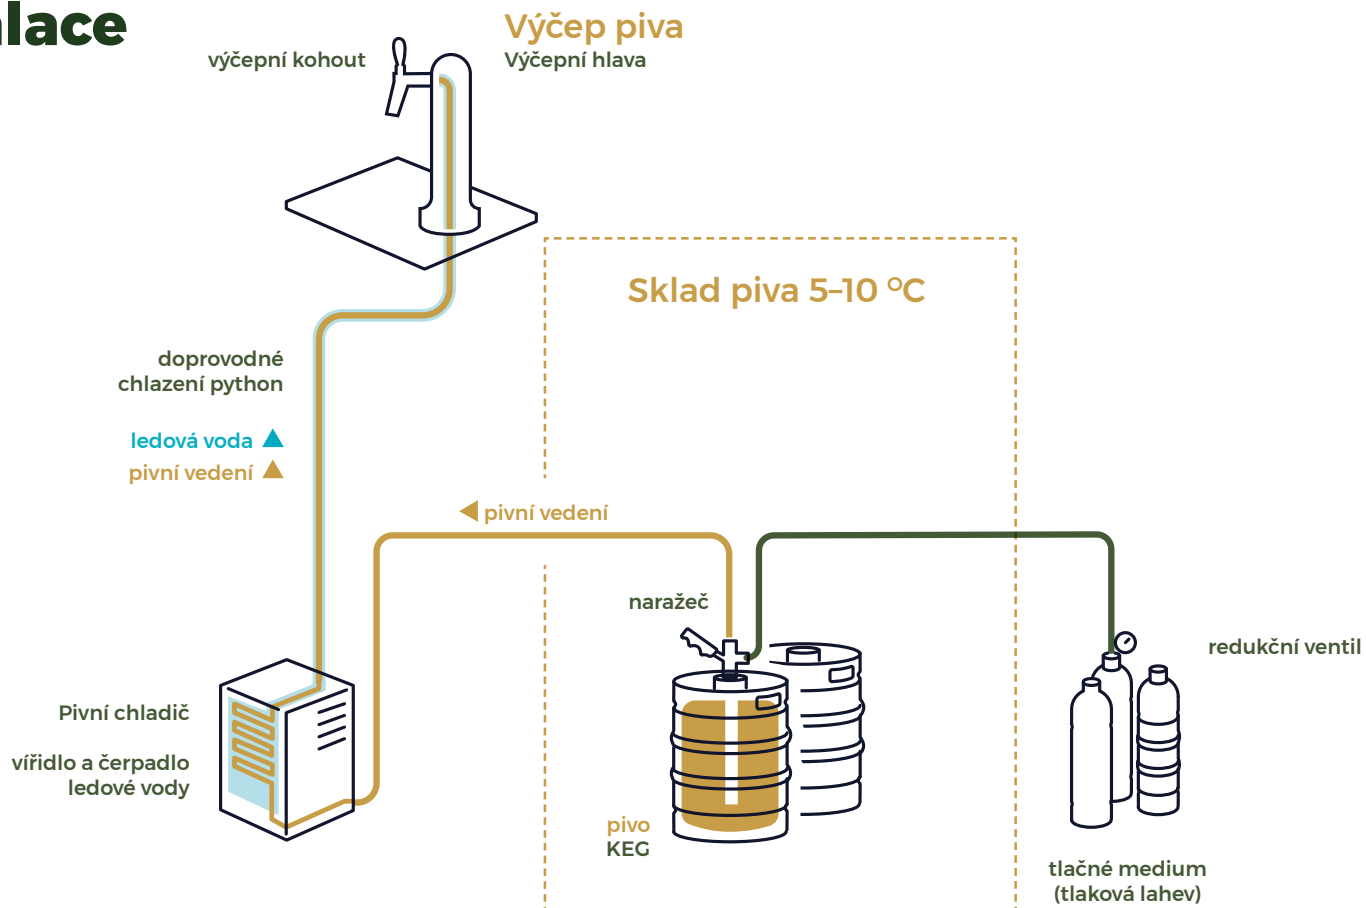 Výčep piva
výčepní kohout
Výčepní hlava
Sklad piva 5–10 °C
doprovodné
chlazení python
ledová voda
pivní vedení
pivní vedení
naražeč
redukční ventil
Pivní chladič
vířidlo a čerpadlo
ledové vody
pivo
KEG
tlačné medium
(tlaková lahev)